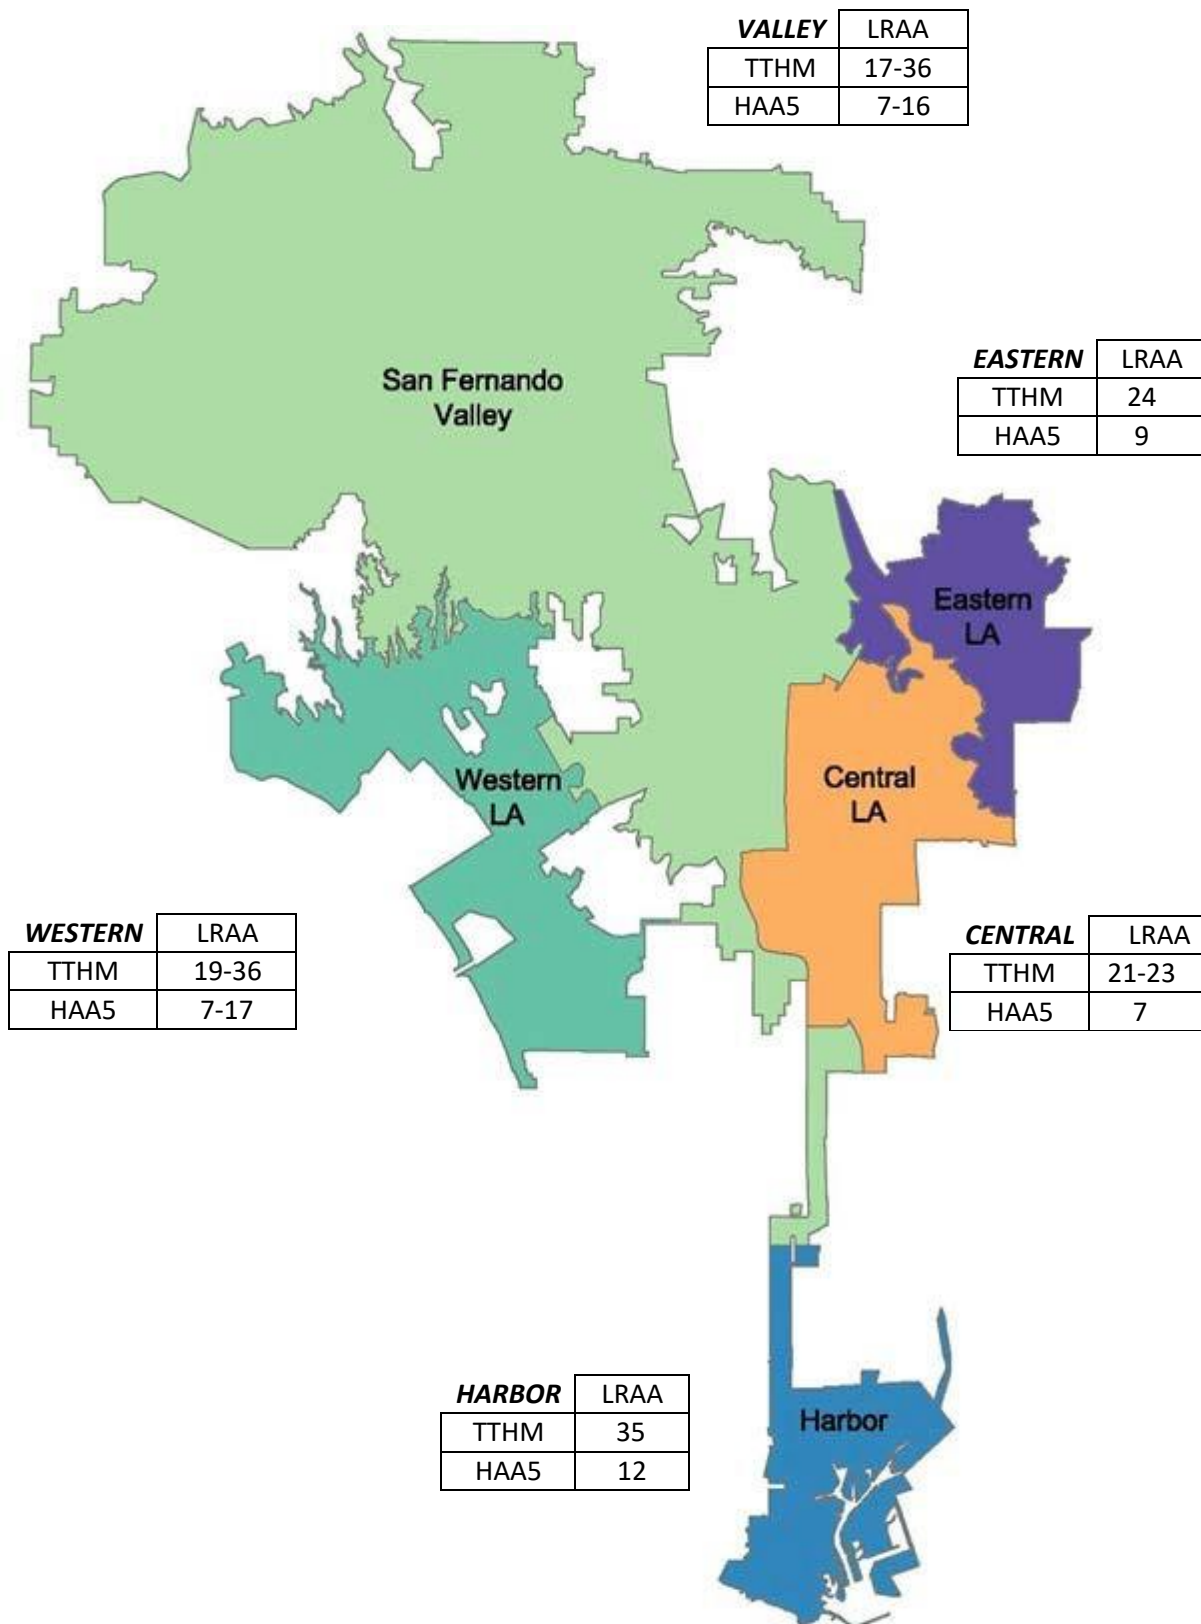 VALLEY LRAA
TTHM 17-36
HAA5 7-16
San Fernando
Valley
EASTERN LRAA
TTHM 24
HAA5 9
Eastern
LA
Western
LA
Central
LA
WESTERN LRAA
TTHM 19-36
HAA5 7-17
CENTRAL LRAA
TTHM 21-23
HAA5 7
HARBOR LRAA
TTHM 35
HAA5 12
Harbor